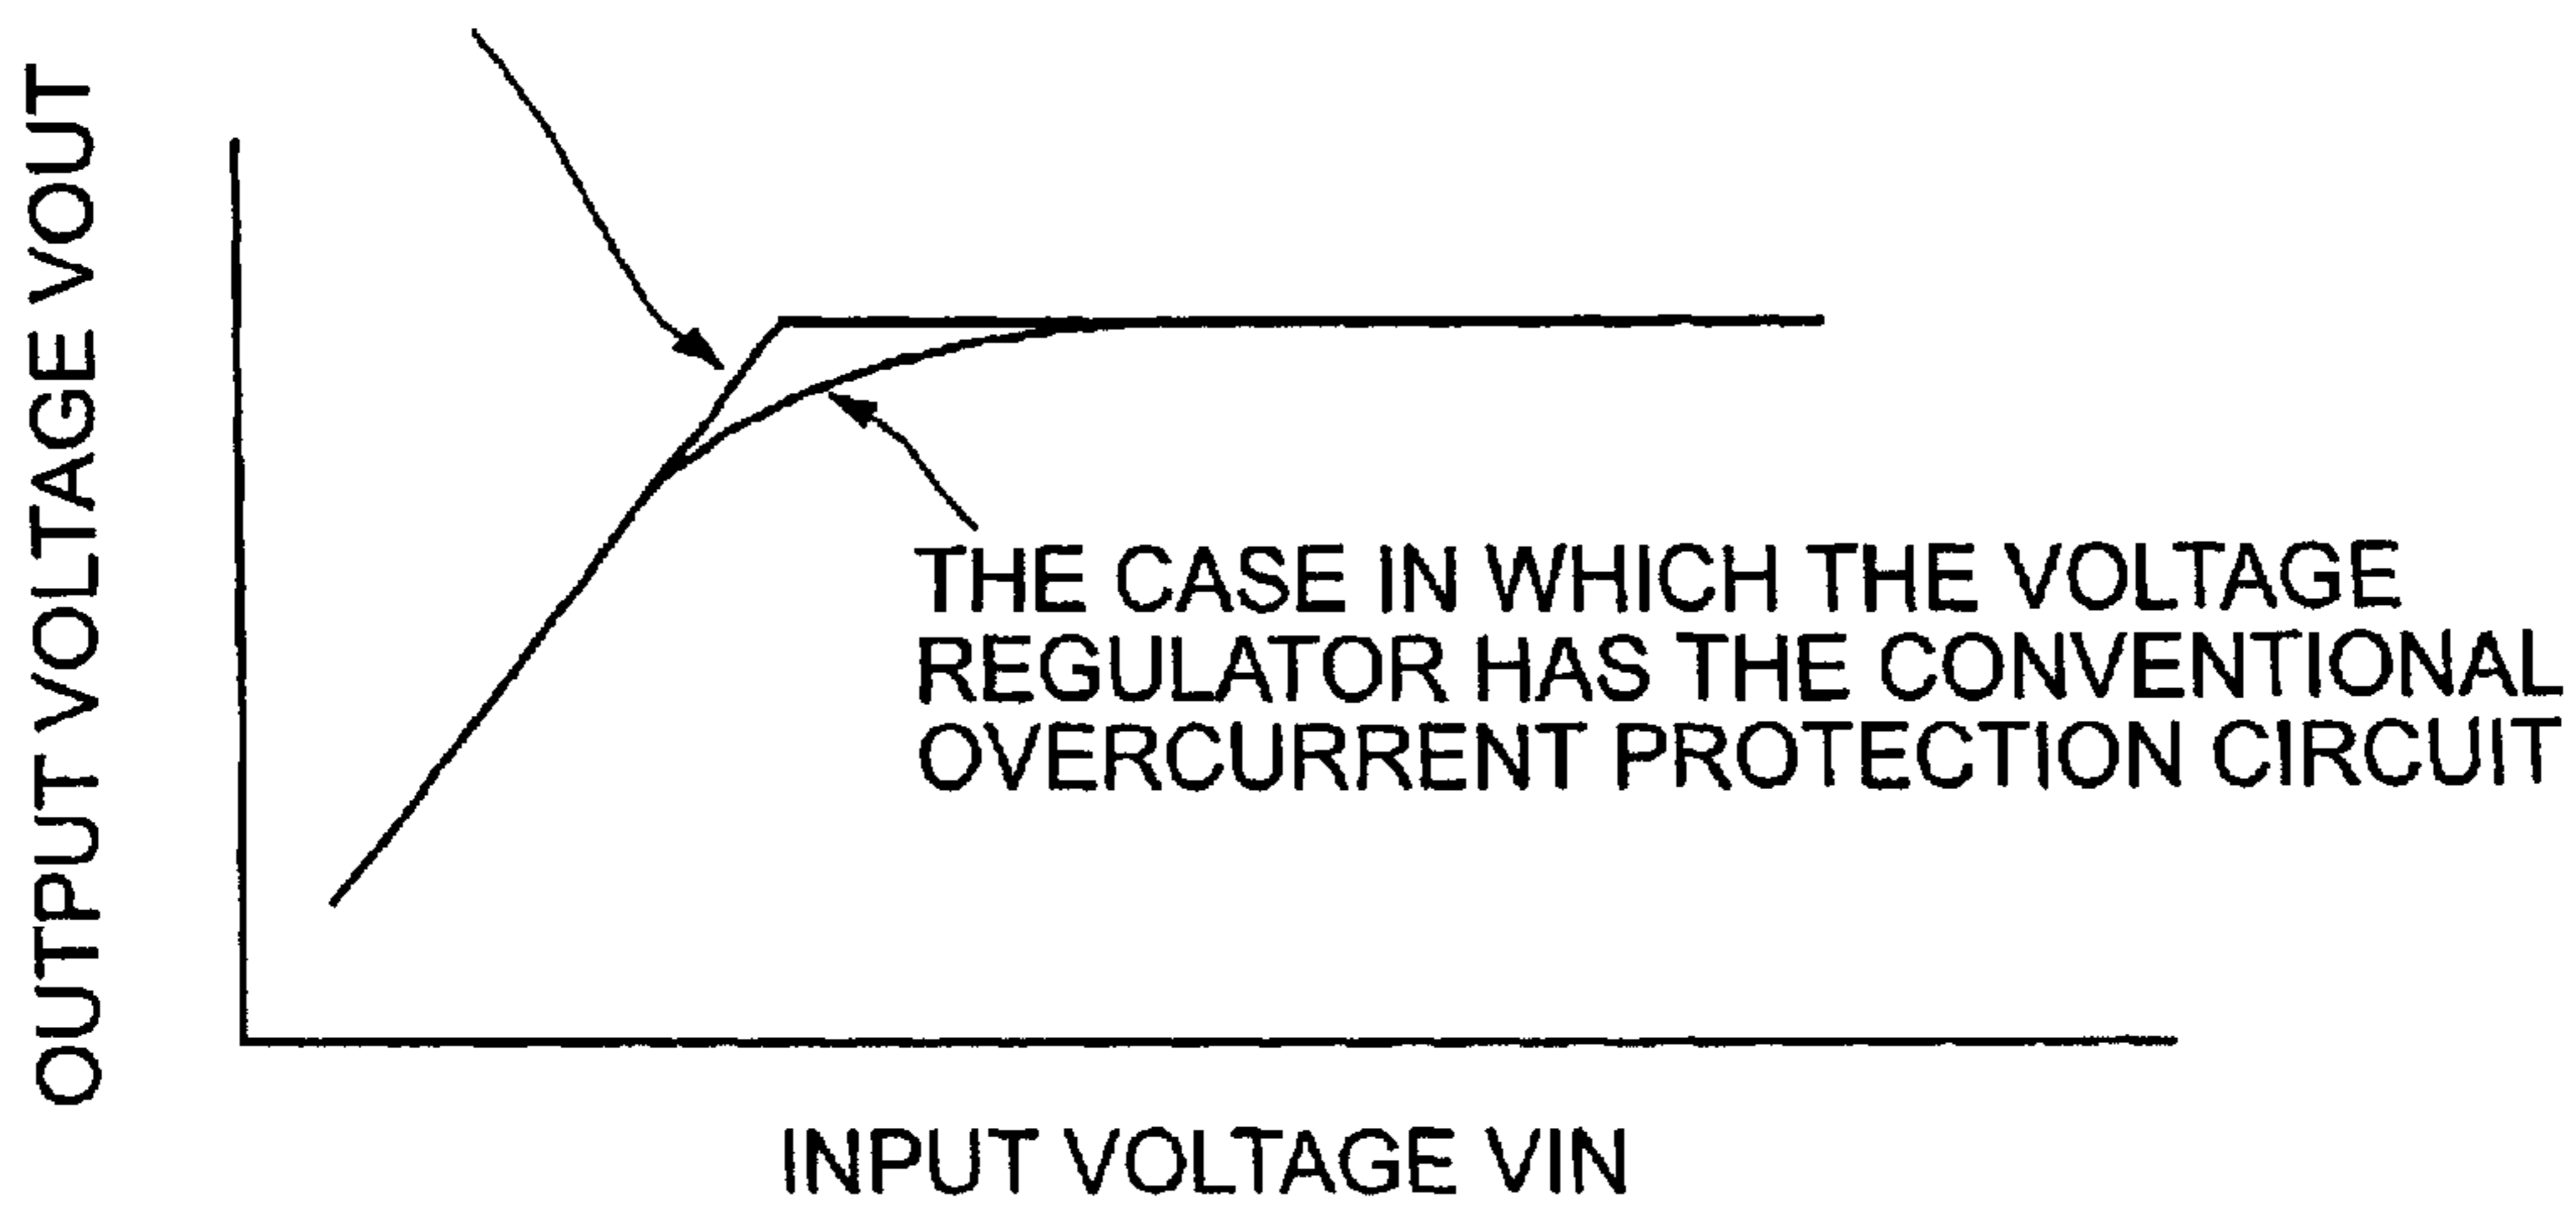 OUTPUT VOLTAGE VOUT
THE CASE IN WHICH THE VOLTAGE
REGULATOR HAS THE CONVENTIONAL
OVERCURRENT PROTECTION CIRCUIT
INPUT VOLTAGE VIN